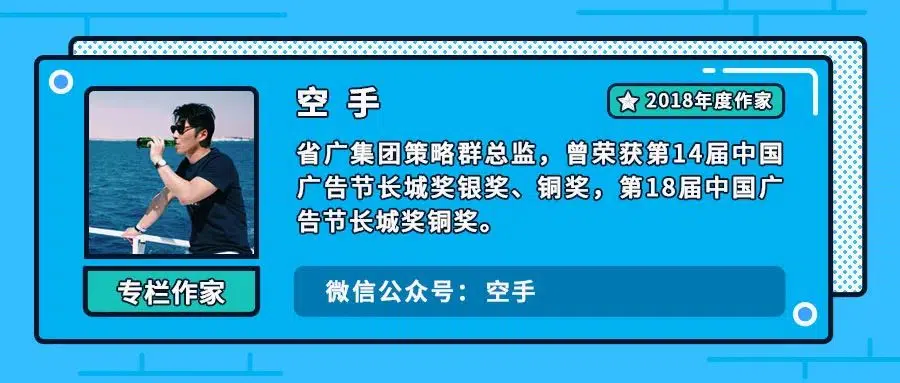 空手
2018年度作家
省广集团策略群总监，曾荣获第14届中国
广告节长城奖银奖、铜奖，第18届中国广
告节长城奖铜奖。
专栏作家
微信公众号：空手